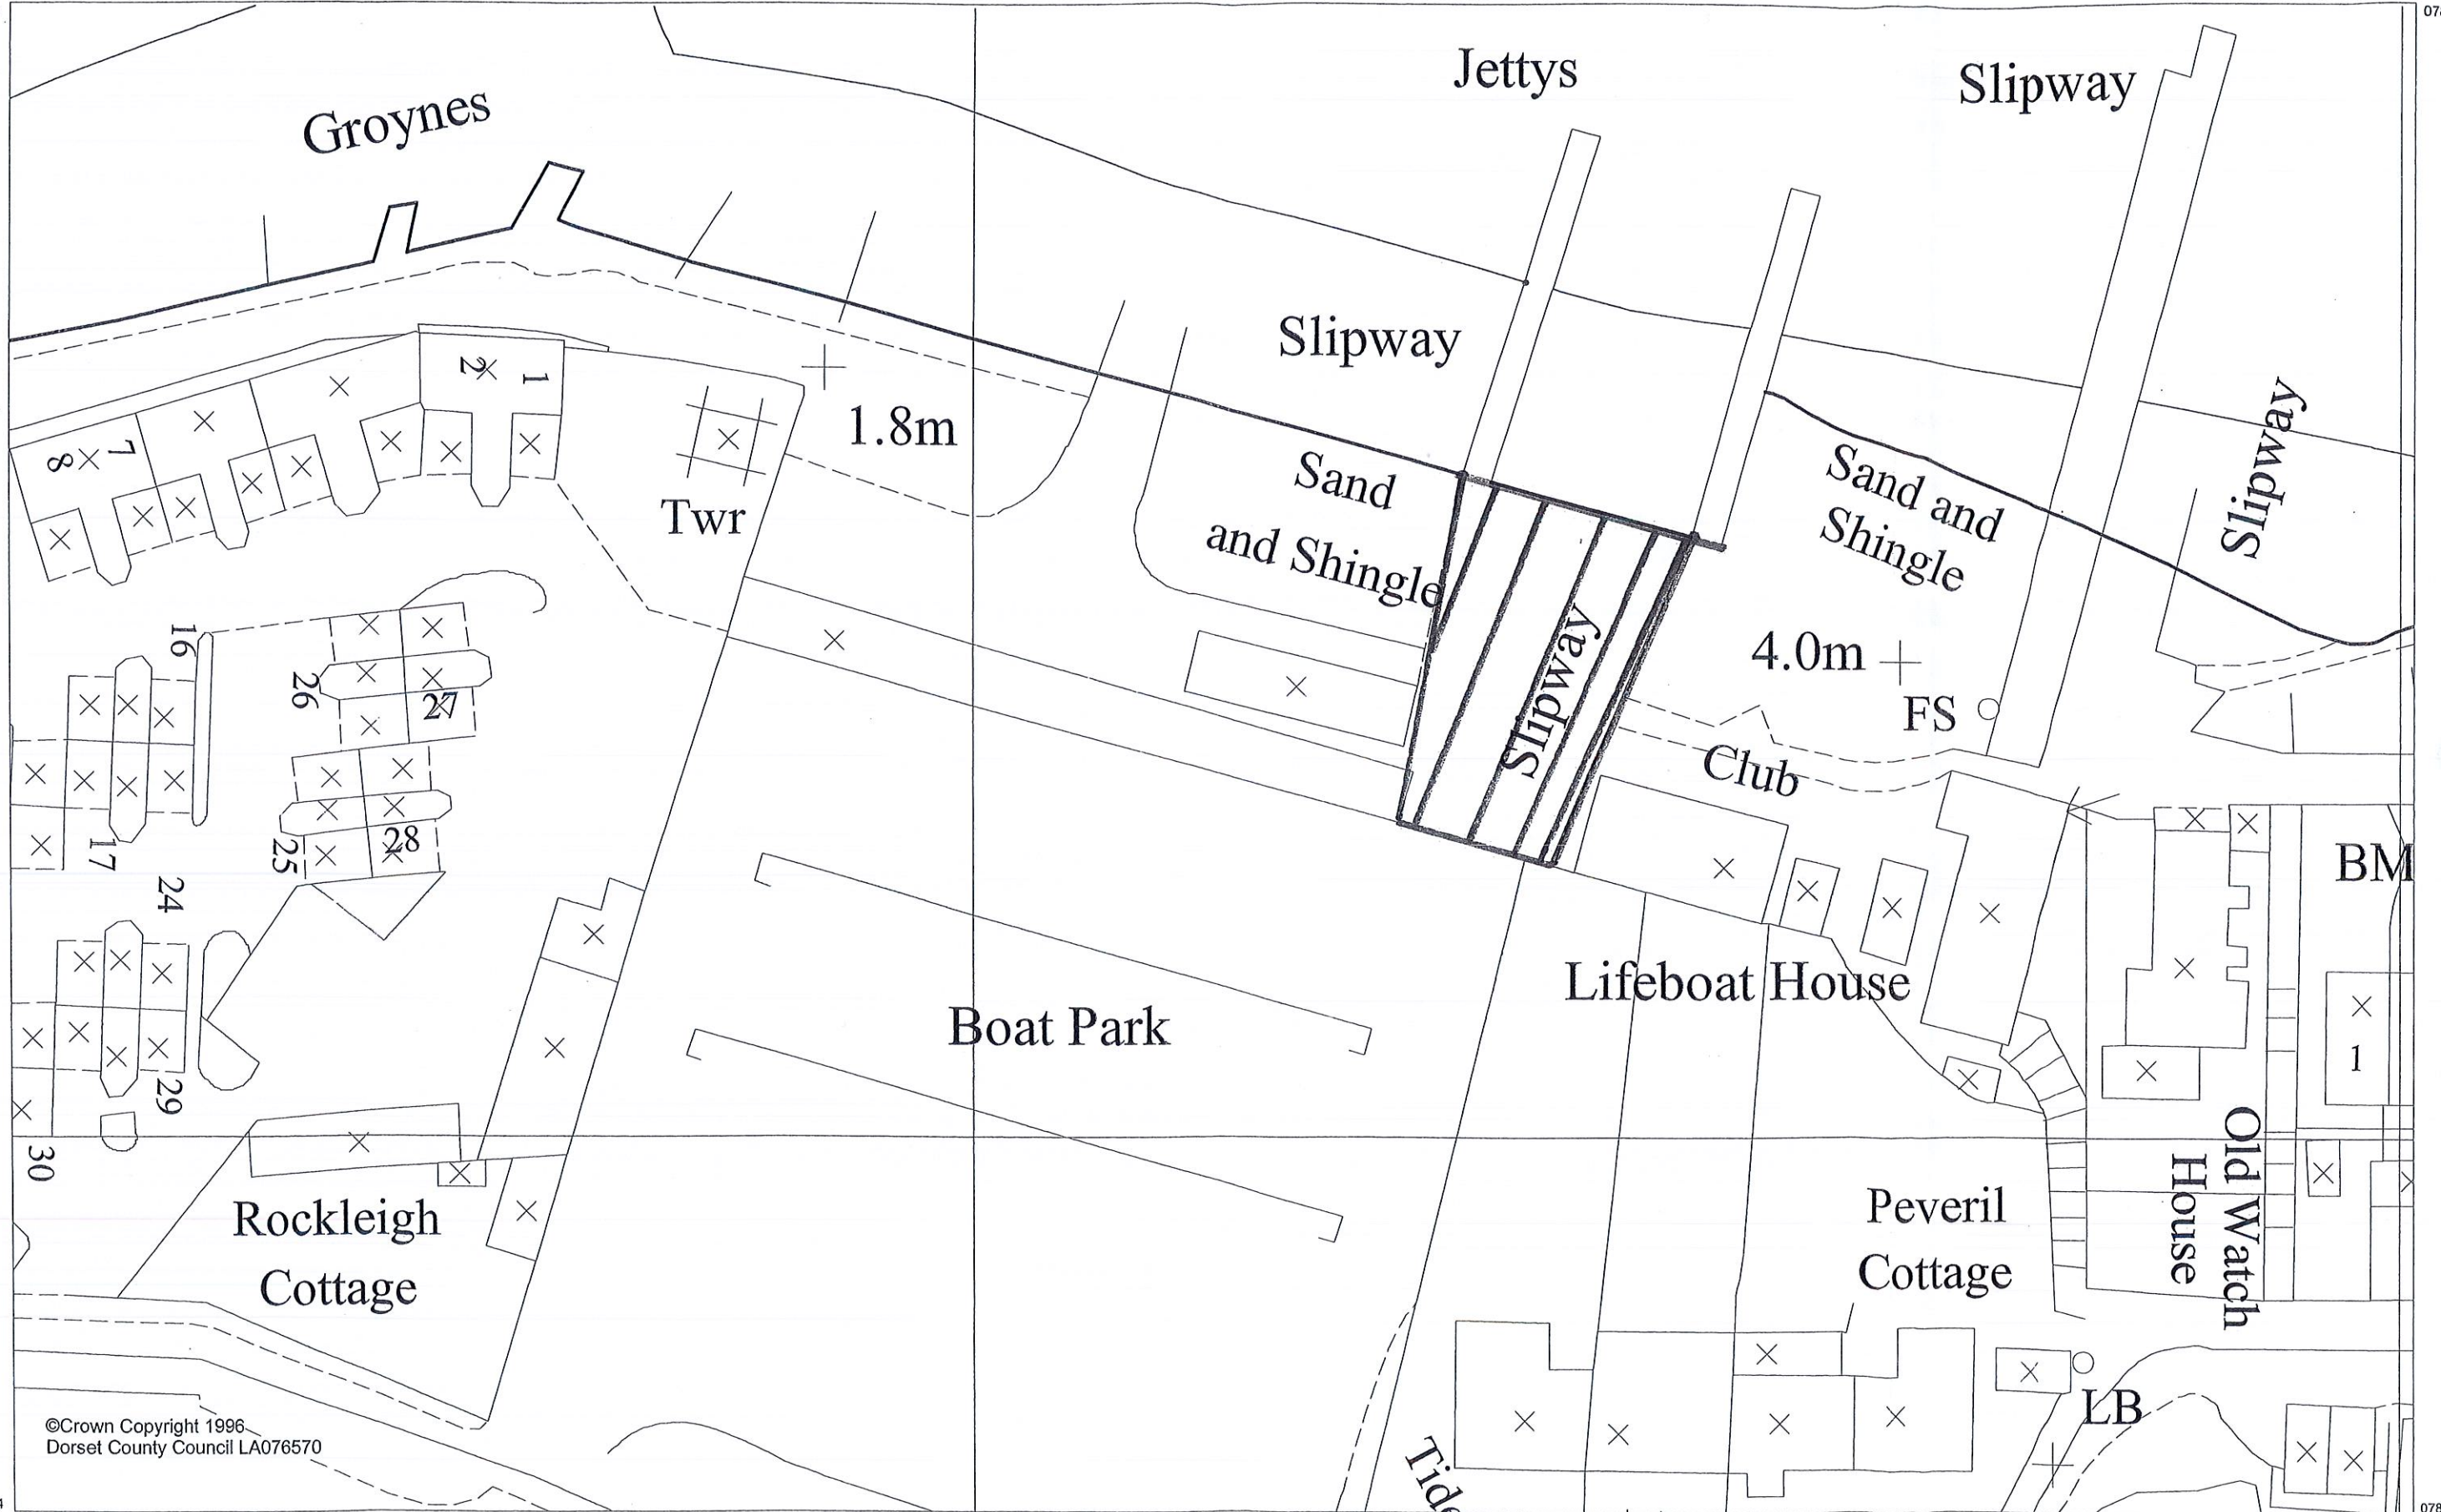 Jettys
Slipway
Groynes
Slipway
Slipway
2
1
1.8m
7
8
Sand
and Shingle
Sand and
Shingle
Twr
Slipway
4.0m
FS
Club
16
26
27
17
25
28
24
BM
Lifeboat House
Boat Park
29
1
30
Rockleigh
Cottage
Peveril
Cottage
Old Watch
House
LB
©Crown Copyright 1996
Dorset County Council LA076570